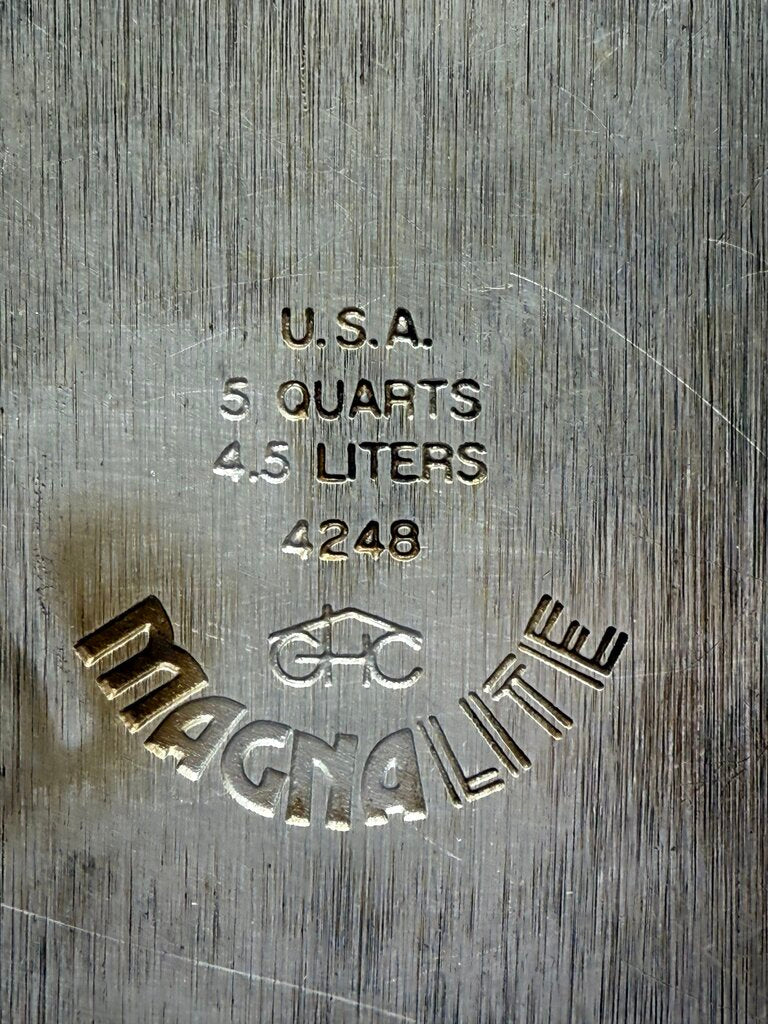 U.S.A.
5 QUARTS
4.5 LITERS
4248
GHC
MAGNALITE